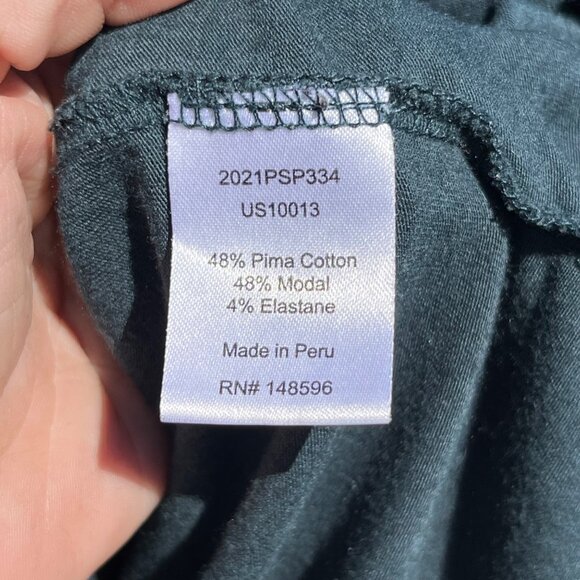 2021PSP334
US10013
48% Pima Cotton
48% Modal
4% Elastane
Made in Peru
RN# 148596